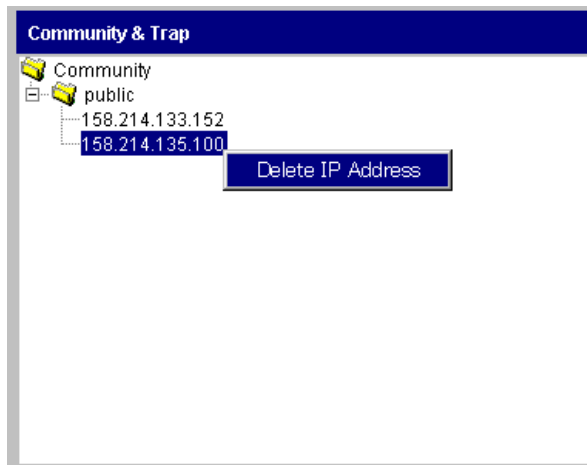 Community & Trap
Community
public
158.214.133.152
158.214.135.100
Delete IP Address